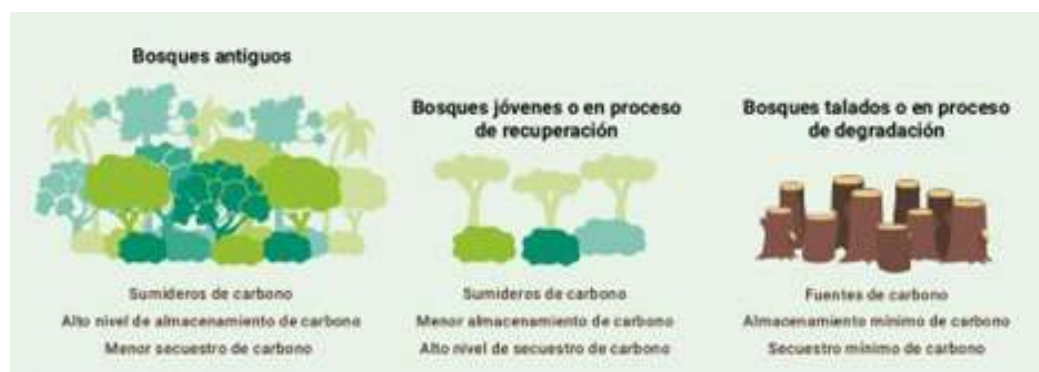 Bosques antiguos
Sumideros de carbono
Alto nivel de almacenamiento de carbono
Menor secuestro de carbono
Bosques jóvenes o en proceso
de recuperación
Sumideros de carbono
Menor almacenamiento de carbono
Alto nivel de secuestro de carbono
Bosques talados o en proceso
de degradación
Fuentes de carbono
Almacenamiento mínimo de carbono
Secuestro mínimo de carbono